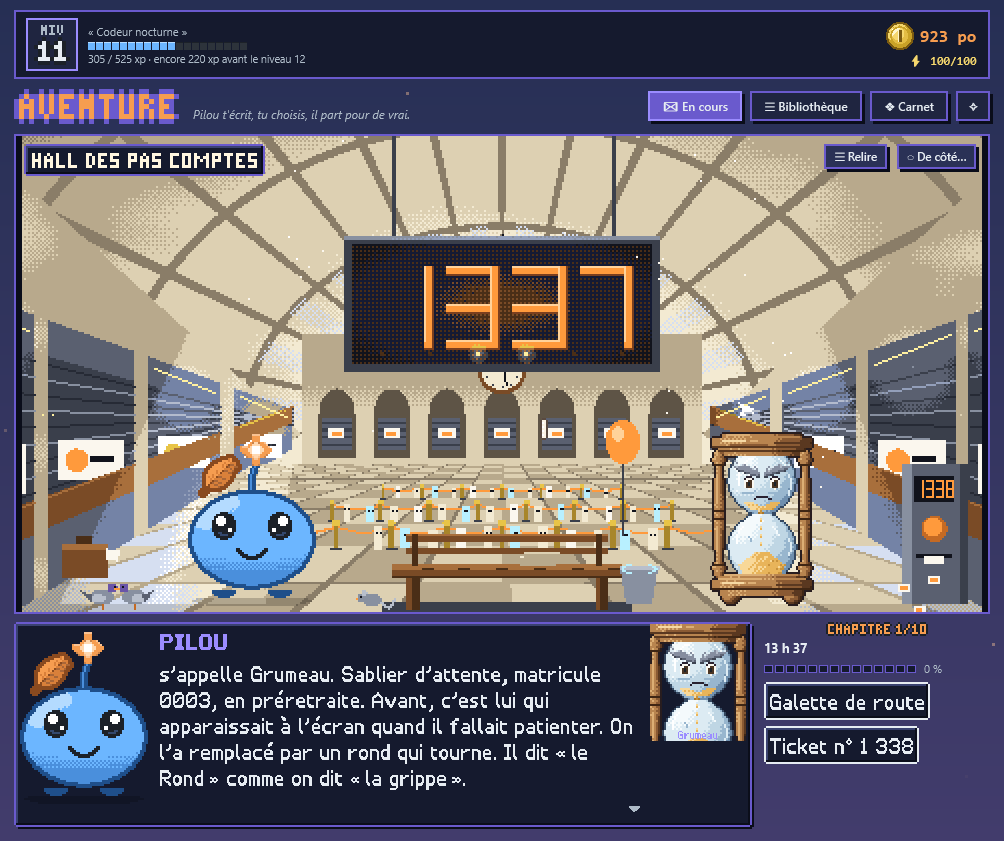 NIV
11
« Codeur nocturne »
305 / 525 xp · encore 220 xp avant le niveau 12
923 po
100/100
AVENTURE
Pilou t'écrit, tu choisis, il part pour de vrai.
En cours
Bibliothèque
Carnet
HALL DES PAS COMPTES
Relire
De côté...
1337
1338
PILOU
s’appelle Grumeau. Sablier d’attente, matricule
0003, en préretraite. Avant, c’est lui qui
apparaissait à l’écran quand il fallait patienter. On
l’a remplacé par un rond qui tourne. Il dit « le
Rond » comme on dit « la grippe ».
Grumeau
CHAPITRE 1/10
13 h 37
0 %
Galette de route
Ticket n° 1 338